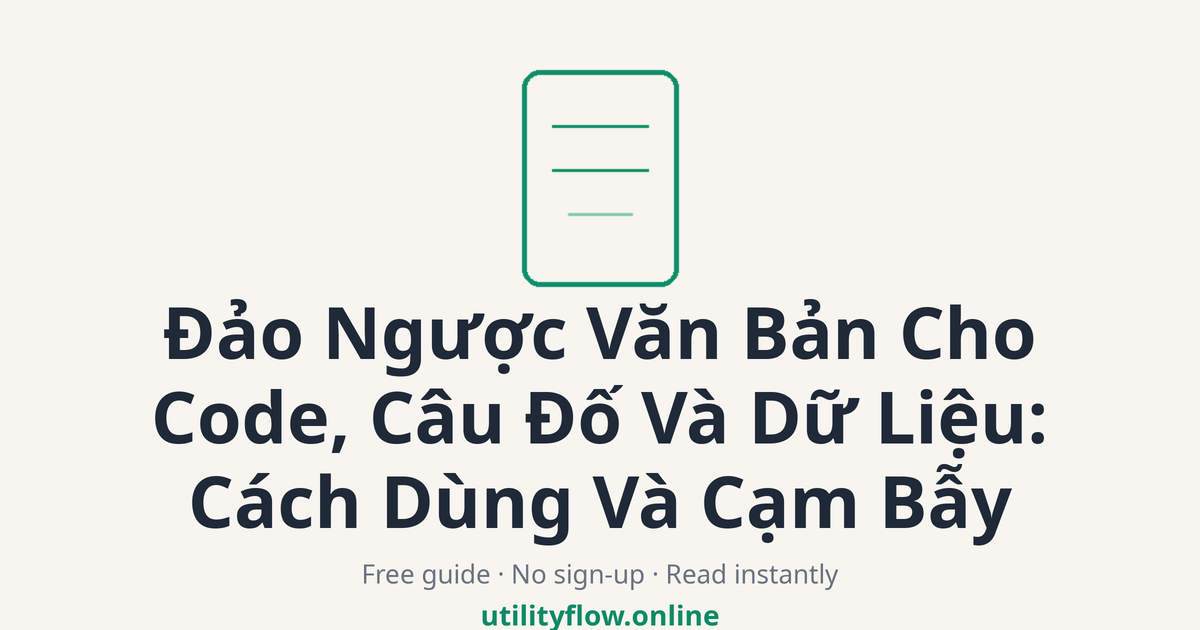 Đảo Ngược Văn Bản Cho
Code, Câu Đố Và Dữ Liệu:
Cách Dùng Và Cạm Bẫy
Free guide · No sign-up · Read instantly
utilityflow.online